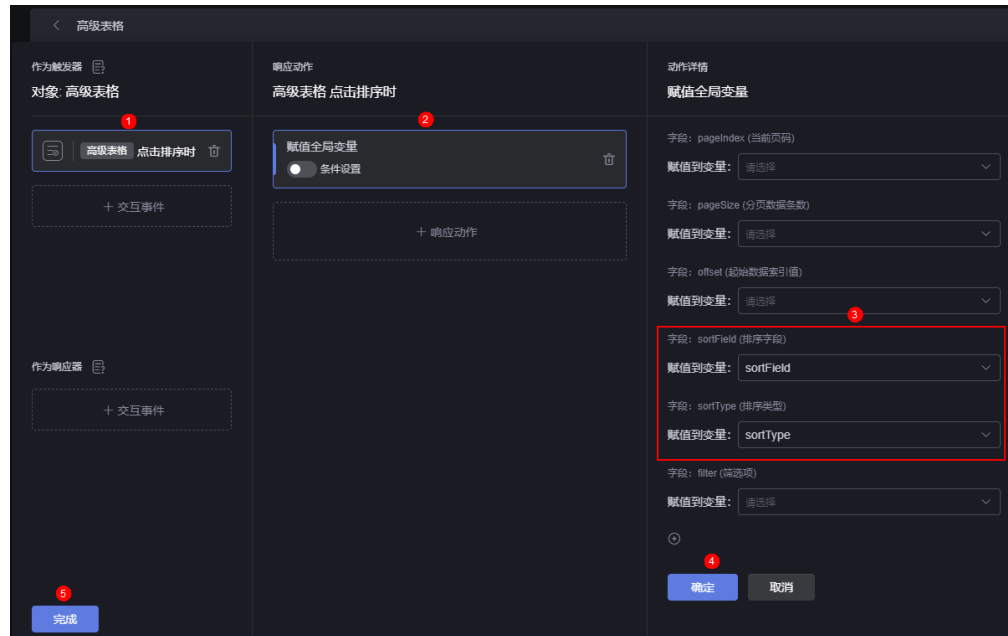 高级表格
作为触发器
对象: 高级表格
1
高级表格 点击排序时
+ 交互事件
作为响应器
+ 交互事件
5
完成
响应动作
高级表格 点击排序时
2
赋值全局变量
条件设置
+ 响应动作
动作详情
赋值全局变量
字段：pageIndex (当前页码)
赋值到变量： 请选择
字段：pageSize (分页数据条数)
赋值到变量： 请选择
字段：offset (起始数据索引值)
赋值到变量： 请选择
3
字段：sortField (排序字段)
赋值到变量： sortField
字段：sortType (排序类型)
赋值到变量： sortType
字段：filter (筛选项)
赋值到变量： 请选择
4
确定 取消